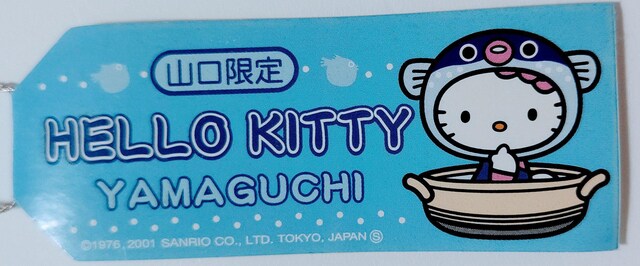 山口限定
HELLO KITTY
YAMAGUCHI
©1976, 2001 SANRIO CO., LTD. TOKYO, JAPAN Ⓢ